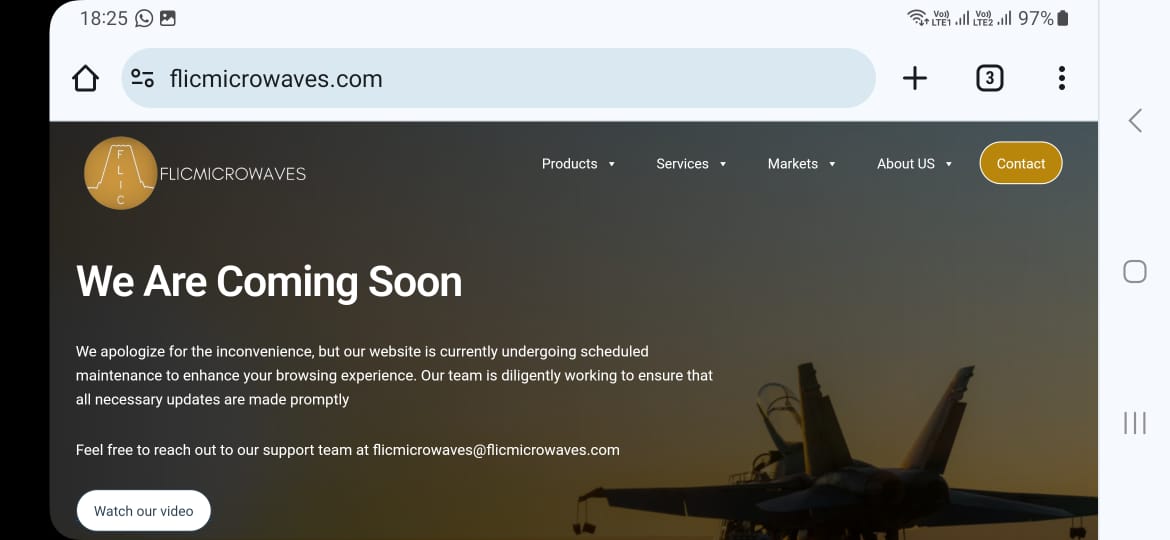 18:25
Vo)) LTE1 Vo)) LTE2 97%
flicmicrowaves.com
3
F
L
I
C
FLICMICROWAVES
Products Services Markets About US Contact
We Are Coming Soon
We apologize for the inconvenience, but our website is currently undergoing scheduled
maintenance to enhance your browsing experience. Our team is diligently working to ensure that
all necessary updates are made promptly
Feel free to reach out to our support team at flicmicrowaves@flicmicrowaves.com
Watch our video